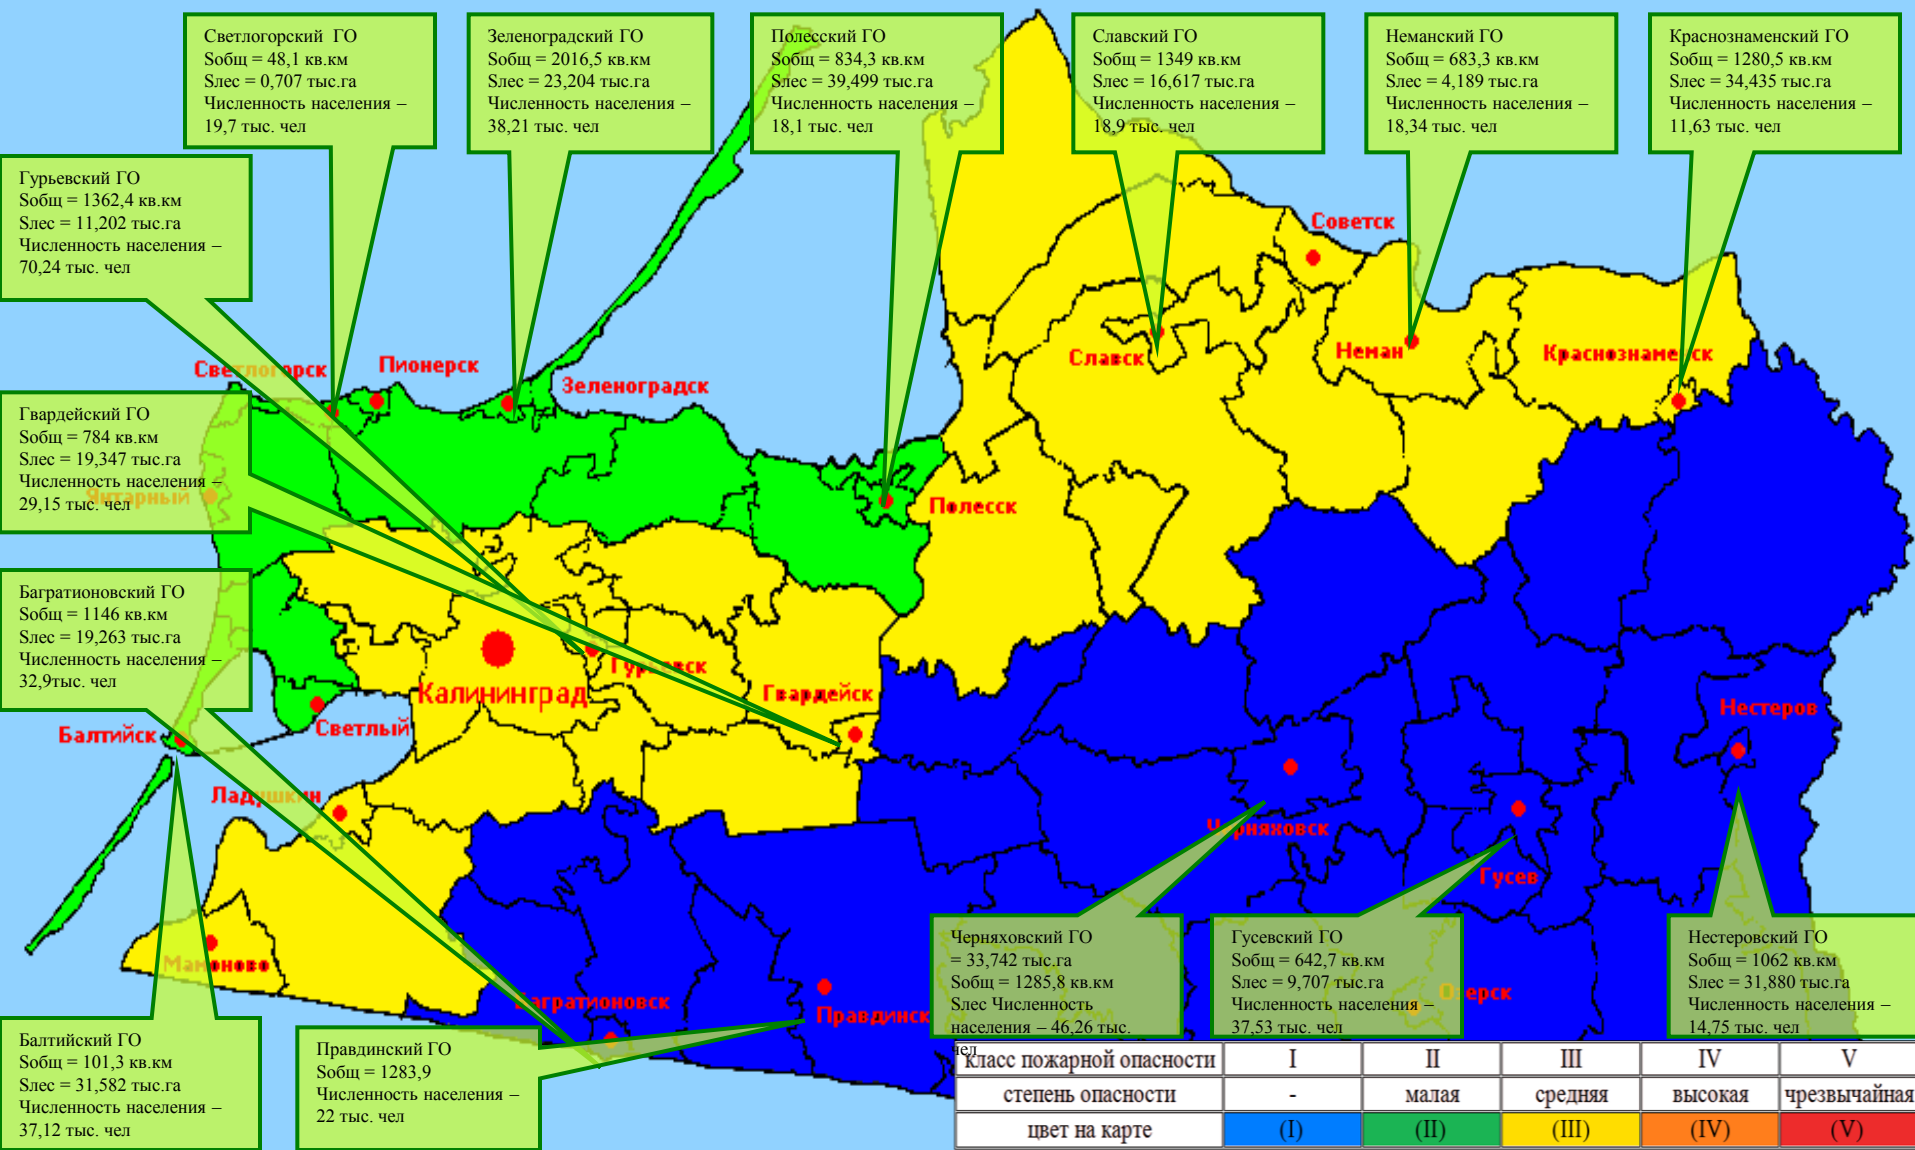 Светлогорский  ГО
Sобщ = 48,1 кв.км
Sлес = 0,707 тыс.га
Численность населения –
19,7 тыс. чел
Зеленоградский ГО
Sобщ = 2016,5 кв.км
Sлес = 23,204 тыс.га
Численность населения –
38,21 тыс. чел
Полесский ГО
Sобщ = 834,3 кв.км
Sлес = 39,499 тыс.га
Численность населения –
18,1 тыс. чел
Славский ГО
Sобщ = 1349 кв.км
Sлес = 16,617 тыс.га
Численность населения –
18,9 тыс. чел
Неманский ГО
Sобщ = 683,3 кв.км
Sлес = 4,189 тыс.га
Численность населения –
18,34 тыс. чел
Краснознаменский ГО
Sобщ = 1280,5 кв.км
Sлес = 34,435 тыс.га
Численность населения –
11,63 тыс. чел
Гурьевский ГО
Sобщ = 1362,4 кв.км
Sлес = 11,202 тыс.га
Численность населения –
70,24 тыс. чел
Советск
Светлогорск
Пионерск
Зеленоградск
Славск
Неман
Краснознаменск
Гвардейский ГО
Sобщ = 784 кв.км
Sлес = 19,347 тыс.га
Численность населения –
29,15 тыс. чел
Янтарный
Полесск
Багратионовский ГО
Sобщ = 1146 кв.км
Sлес = 19,263 тыс.га
Численность населения –
32,9тыс. чел
Гурьевск
Калининград
Гвардейск
Нестеров
Балтийск
Светлый
Ладушкин
Черняховск
Гусев
Мамоново
Багратионовск
Правдинск
Озерск
Черняховский ГО
= 33,742 тыс.га
Sобщ = 1285,8 кв.км
Sлес Численность
населения – 46,26 тыс.
чел
Гусевский ГО
Sобщ = 642,7 кв.км
Sлес = 9,707 тыс.га
Численность населения –
37,53 тыс. чел
Нестеровский ГО
Sобщ = 1062 кв.км
Sлес = 31,880 тыс.га
Численность населения –
14,75 тыс. чел
Балтийский ГО
Sобщ = 101,3 кв.км
Sлес = 31,582 тыс.га
Численность населения –
37,12 тыс. чел
Правдинский ГО
Sобщ = 1283,9
Численность населения –
22 тыс. чел
класс пожарной опасности I II III IV V
степень опасности - малая средняя высокая чрезвычайная
цвет на карте (I) (II) (III) (IV) (V)